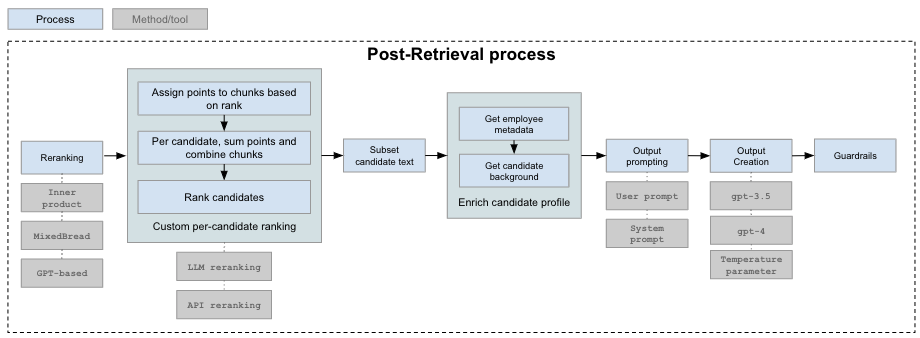 Process
Method/tool
Post-Retrieval process
Reranking
Inner
product
MixedBread
GPT-based
Assign points to chunks based
on rank
Per candidate, sum points and
combine chunks
Rank candidates
Custom per-candidate ranking
LLM reranking
API reranking
Subset
candidate text
Get employee
metadata
Get candidate
background
Enrich candidate profile
Output
prompting
User prompt
System
prompt
Output
Creation
gpt-3.5
gpt-4
Temperature
parameter
Guardrails